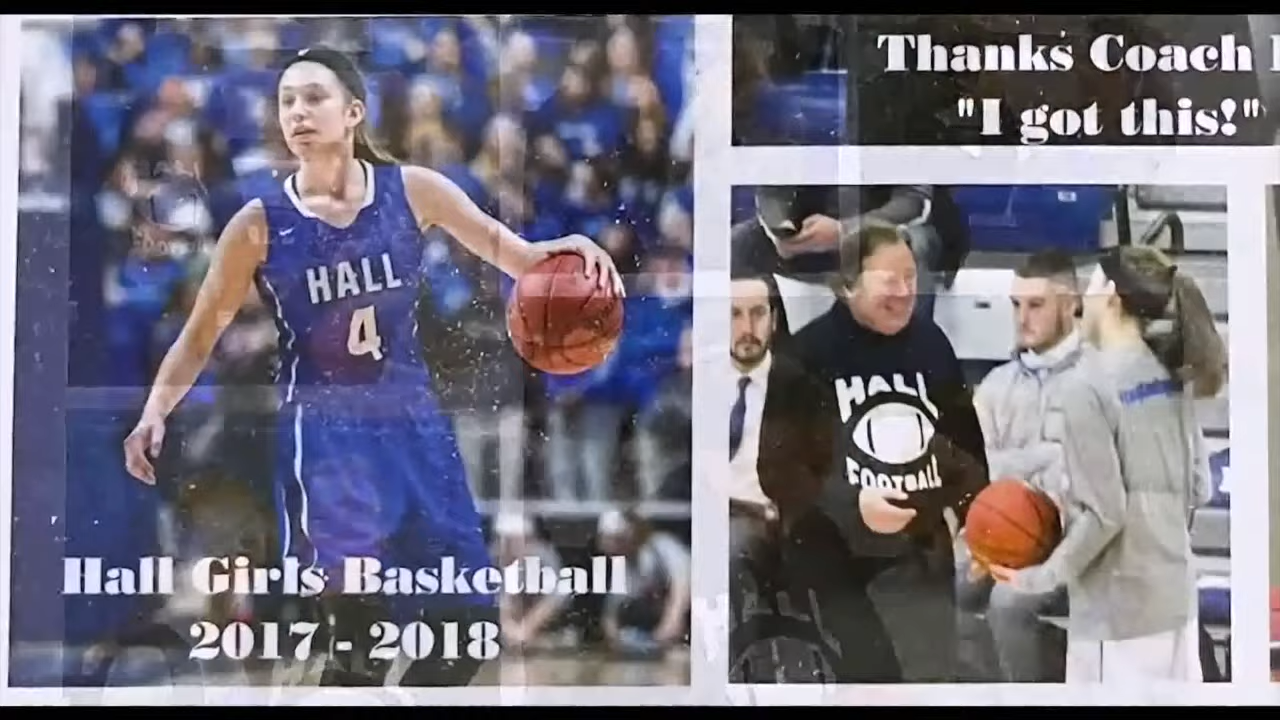 HALL
4
Hall Girls Basketball
2017 - 2018
Thanks Coach
"I got this!"
HALL
FOOTBALL